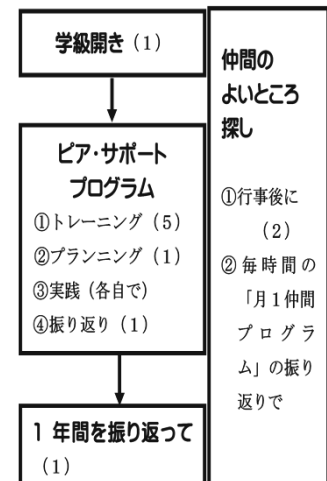 学級開き（1）
ピア・サポート
プログラム
①トレーニング（5）
②プランニング（1）
③実践（各自で）
④振り返り（1）
1 年間を振り返って
（1）
仲間の
よいところ
探し
①行事後に
（2）
②毎時間の
「月1仲間
プログラ
ム」の振り
返りで